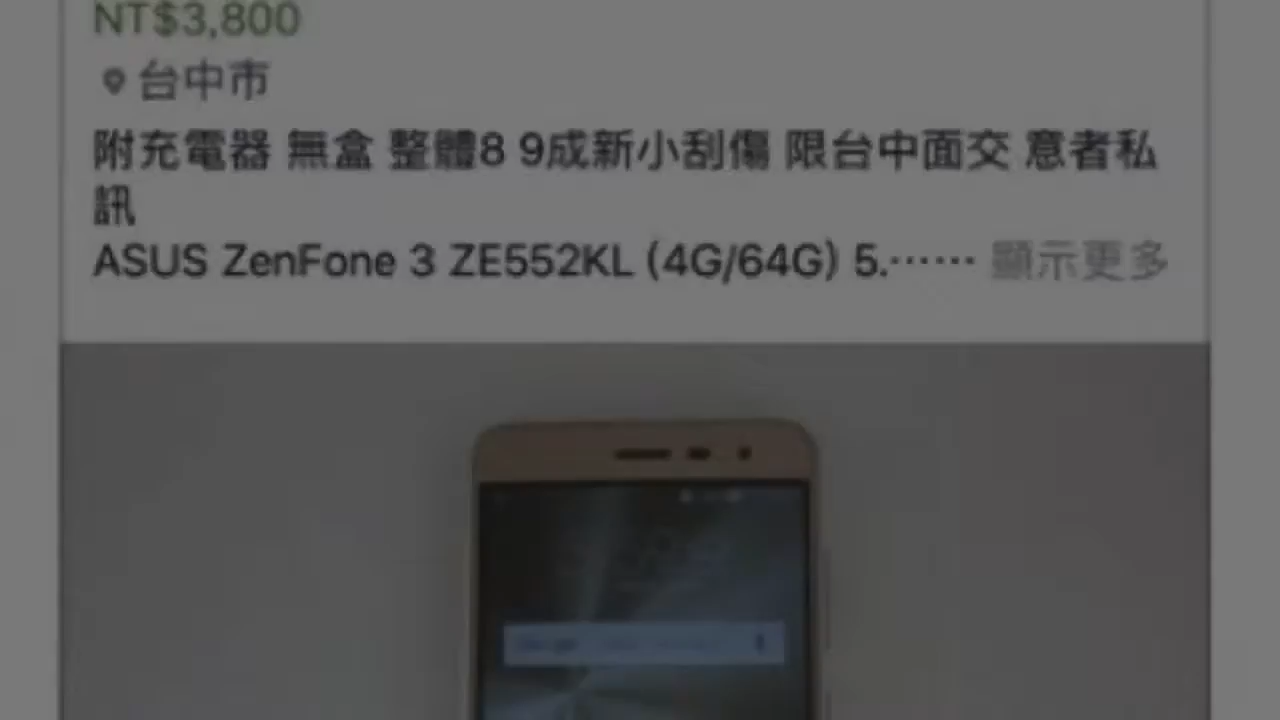 NT$3,800
台中市
附充電器 無盒 整體8 9成新小刮傷 限台中面交 意者私
訊
ASUS ZenFone 3 ZE552KL (4G/64G) 5.…… 顯示更多